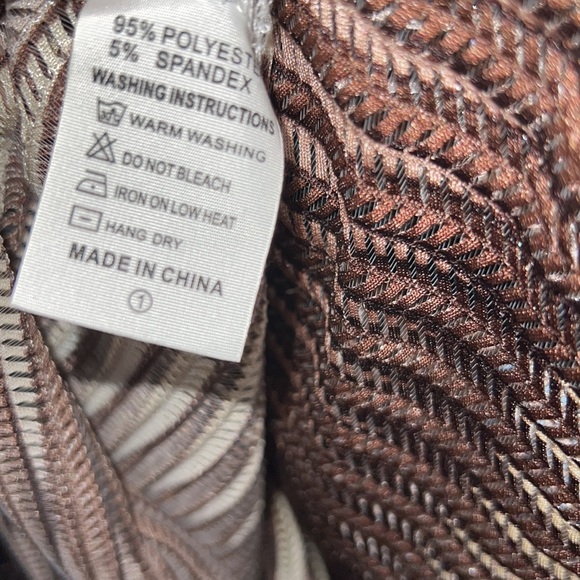 95% POLYESTE
5% SPANDEX
WASHING INSTRUCTIONS
WARM WASHING
DO NOT BLEACH
IRON ON LOW HEAT
HANG DRY
MADE IN CHINA
1